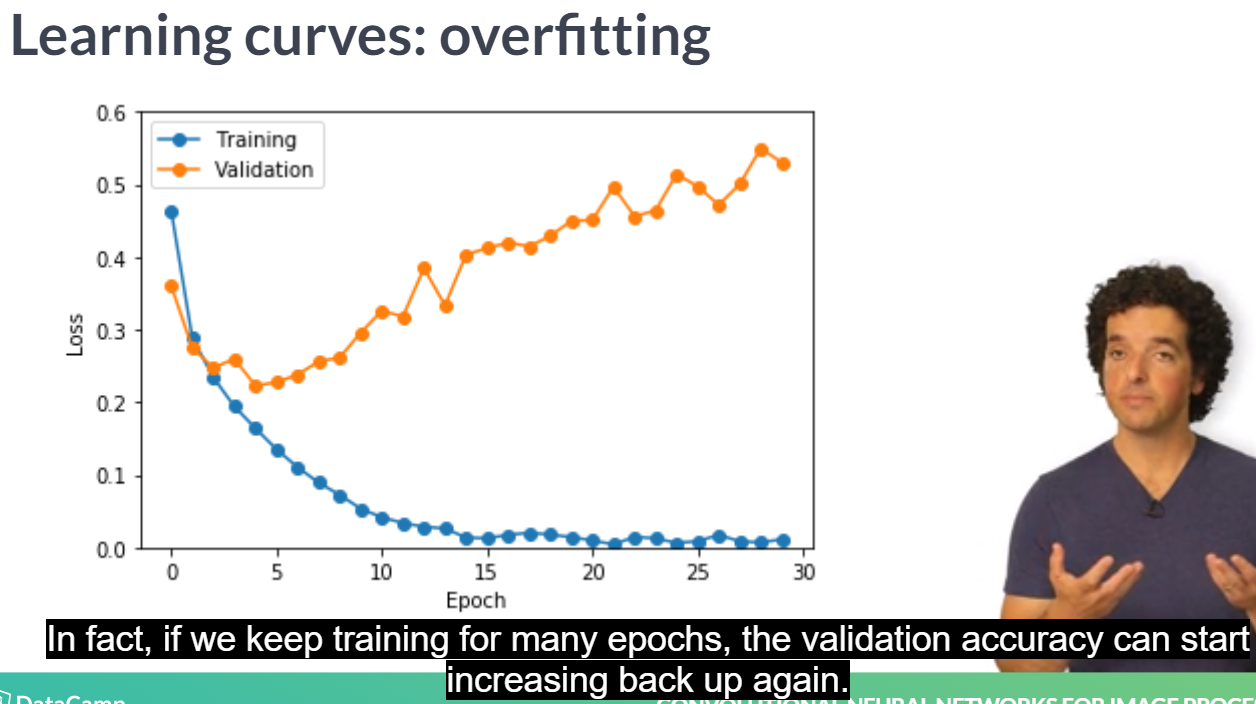 Learning curves: overfitting
0.6
Training
Validation
0.5
0.4
0.3
0.2
0.1
0.0
Loss
0 5 10 15 20 25 30
Epoch
In fact, if we keep training for many epochs, the validation accuracy can start
increasing back up again.
DataCamp
CONVOLUTIONAL NEURAL NETWORKS FOR IMAGE